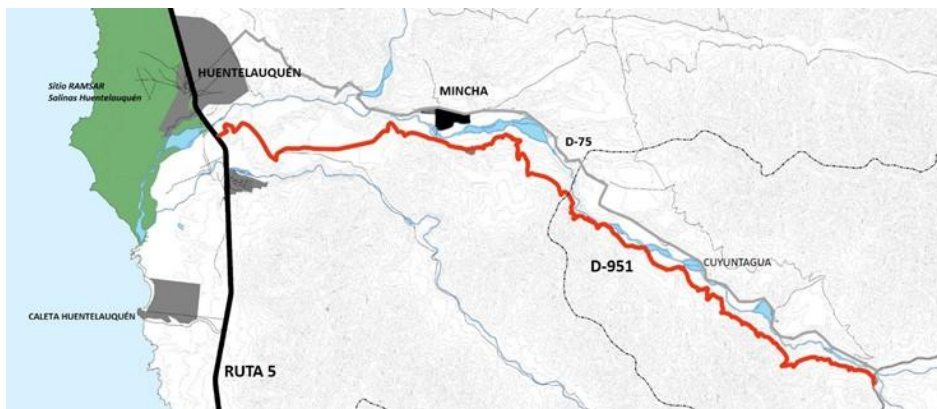 HUENTELAUQUÉN
Sitio RAMSAR
Salinas Huentelauquén
MINCHA
D-75
D-951
CUYUNTAGUA
CALETA HUENTELAUQUÉN
RUTA 5